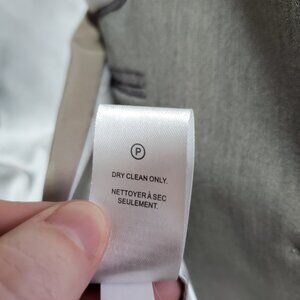 P
DRY CLEAN ONLY.
NETTOYER À SEC
SEULEMENT.